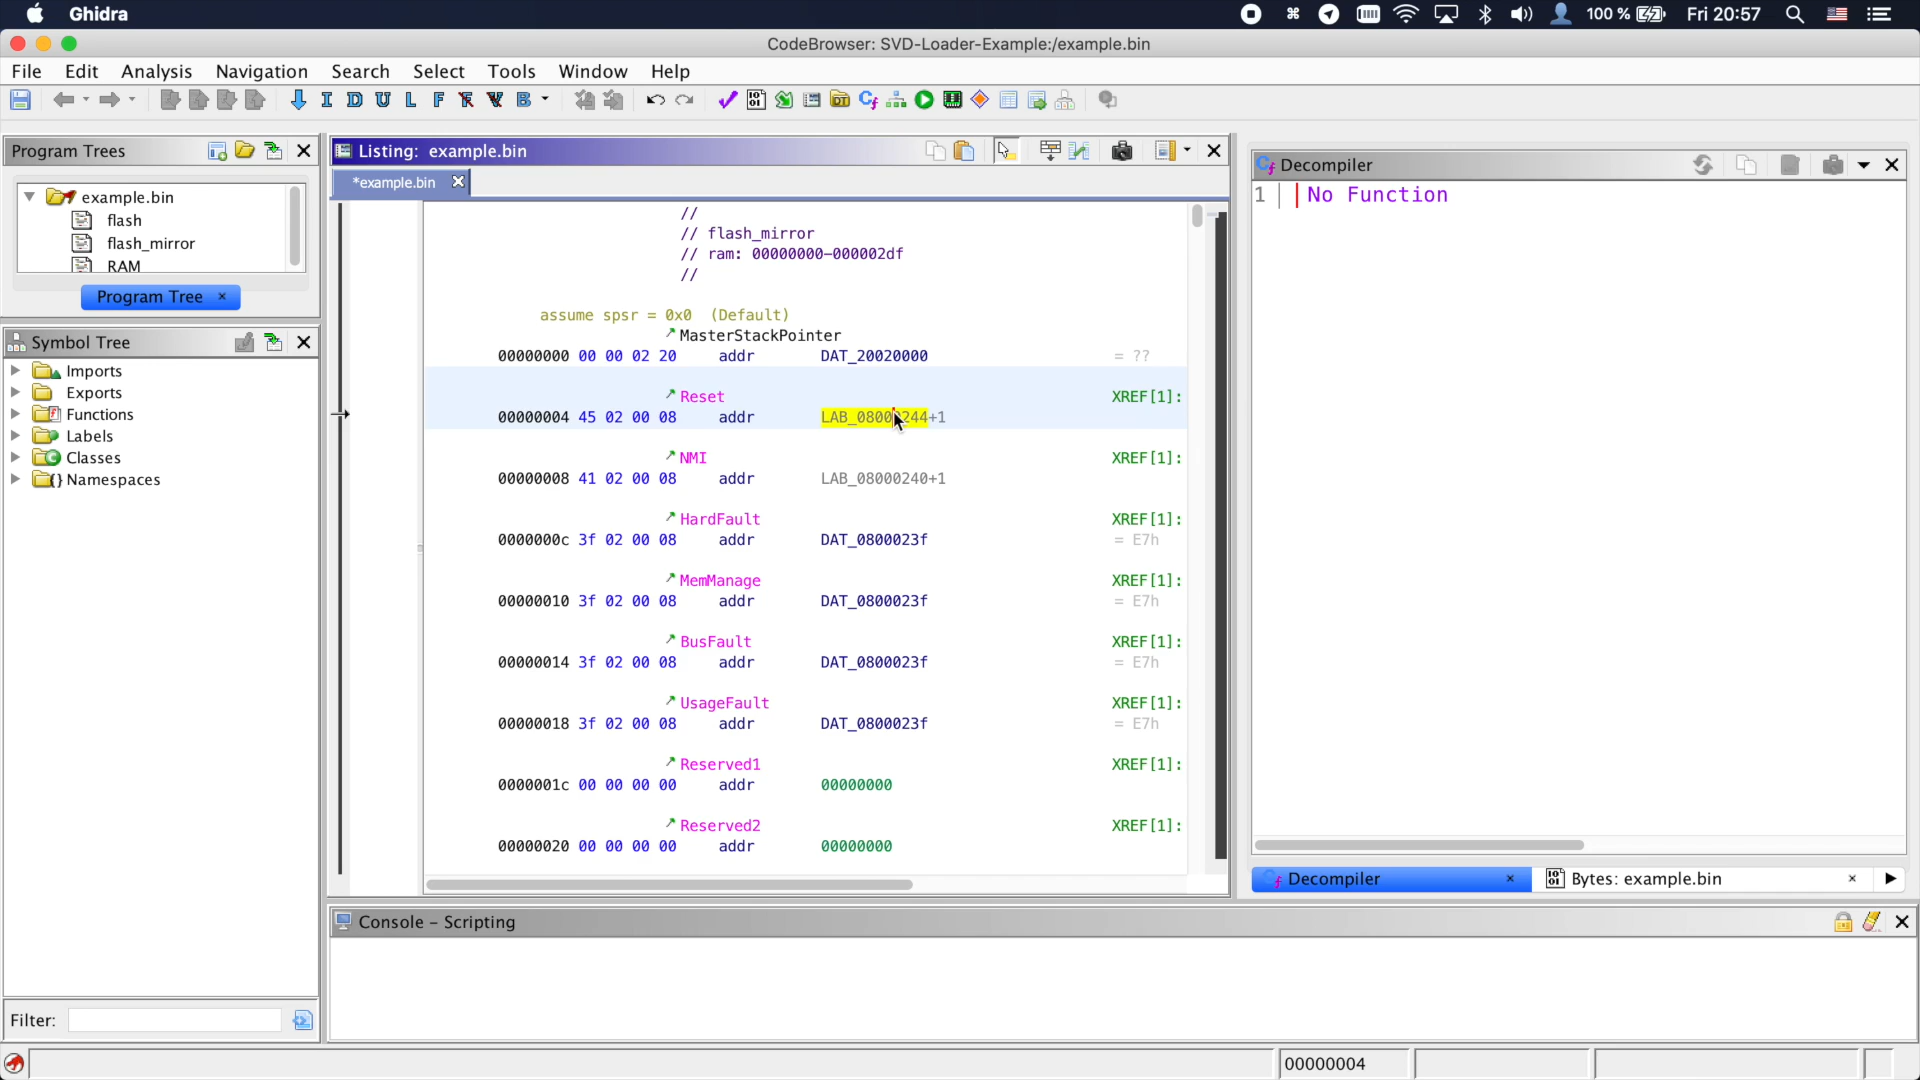 Ghidra 100 % Fri 20:57
CodeBrowser: SVD-Loader-Example:/example.bin
File Edit Analysis Navigation Search Select Tools Window Help
I D U L F B
Program Trees
example.bin
flash
flash_mirror
RAM
Program Tree ×
Symbol Tree
Imports
Exports
Functions
Labels
Classes
Namespaces
Filter:
Listing: example.bin
*example.bin
//
// flash_mirror
// ram: 00000000-000002df
//
assume spsr = 0x0 (Default)
MasterStackPointer
00000000 00 00 02 20 addr DAT_20020000 = ??
Reset XREF[1]:
00000004 45 02 00 08 addr LAB_08000244+1
NMI XREF[1]:
00000008 41 02 00 08 addr LAB_08000240+1
HardFault XREF[1]:
0000000c 3f 02 00 08 addr DAT_0800023f = E7h
MemManage XREF[1]:
00000010 3f 02 00 08 addr DAT_0800023f = E7h
BusFault XREF[1]:
00000014 3f 02 00 08 addr DAT_0800023f = E7h
UsageFault XREF[1]:
00000018 3f 02 00 08 addr DAT_0800023f = E7h
Reserved1 XREF[1]:
0000001c 00 00 00 00 addr 00000000
Reserved2 XREF[1]:
00000020 00 00 00 00 addr 00000000
Decompiler
1 No Function
Decompiler × Bytes: example.bin ×
Console - Scripting
00000004